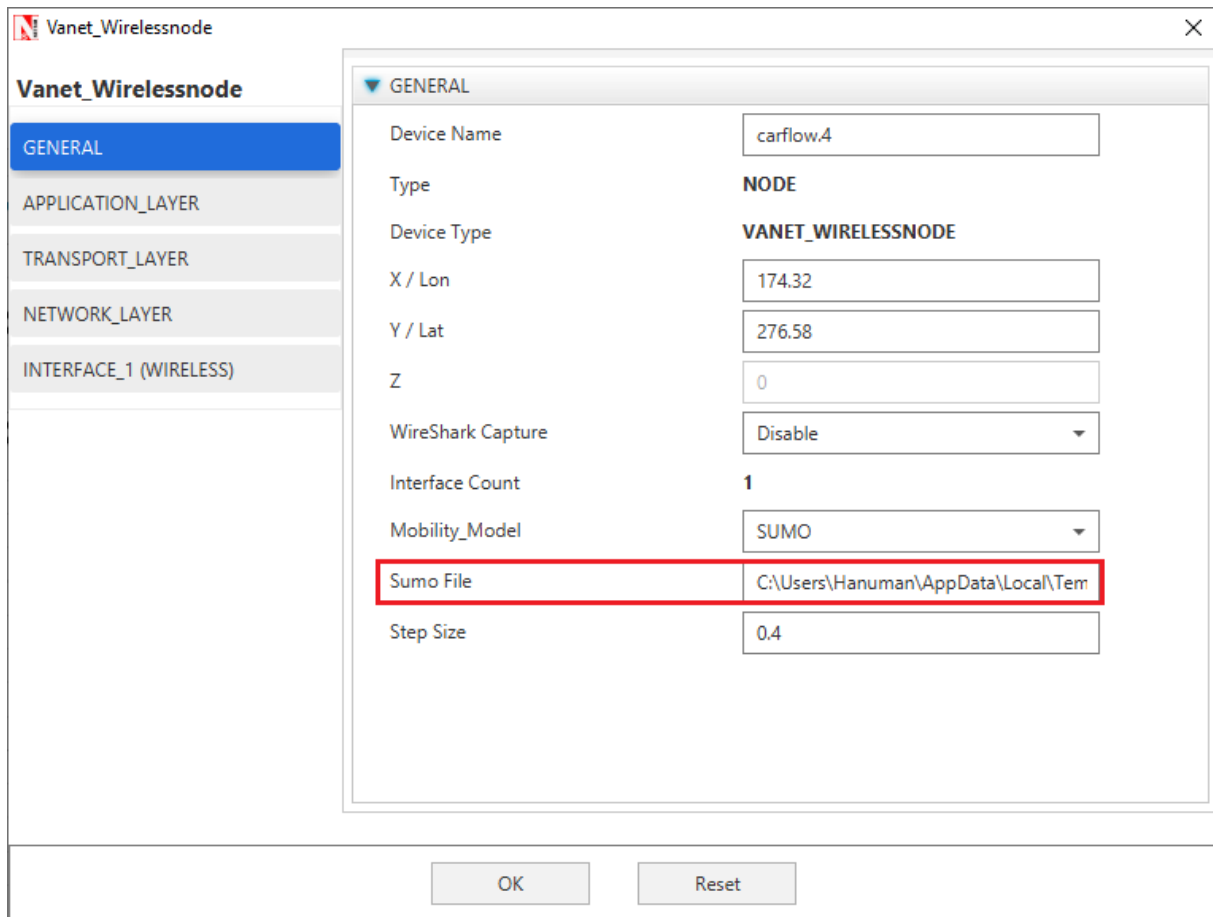 Vanet_Wirelessnode
Vanet_Wirelessnode
GENERAL
APPLICATION_LAYER
TRANSPORT_LAYER
NETWORK_LAYER
INTERFACE_1 (WIRELESS)
GENERAL
Device Name carflow.4
Type NODE
Device Type VANET_WIRELESSNODE
X / Lon 174.32
Y / Lat 276.58
Z 0
WireShark Capture Disable
Interface Count 1
Mobility_Model SUMO
Sumo File C:\Users\Hanuman\AppData\Local\Tem
Step Size 0.4
OK Reset